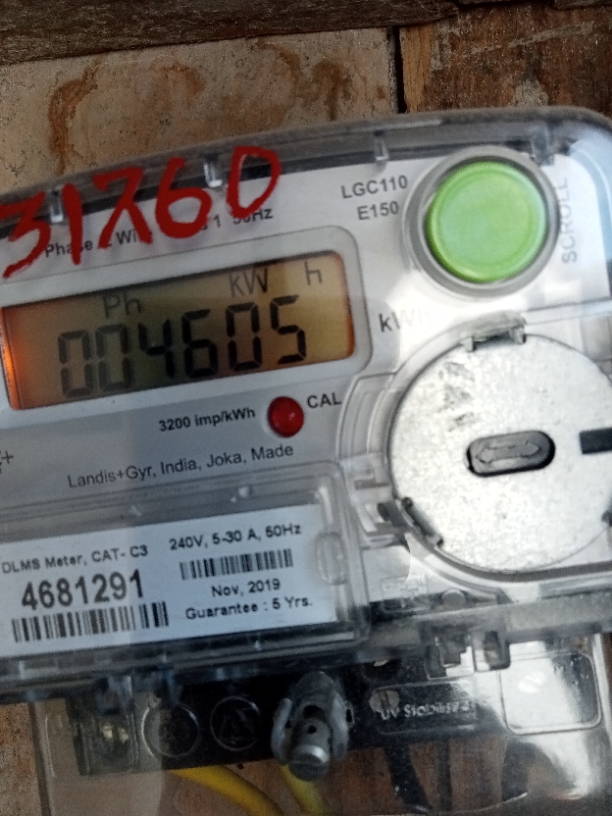 31760
LGC110
E150
SCROLL
Ph kW h
004605
kWh
3200 imp/kWh
CAL
Landis+Gyr, India, Joka, Made
DLMS Meter, CAT- C3
4681291
240V, 5-30 A, 50Hz
Nov, 2019
Guarantee : 5 Yrs.